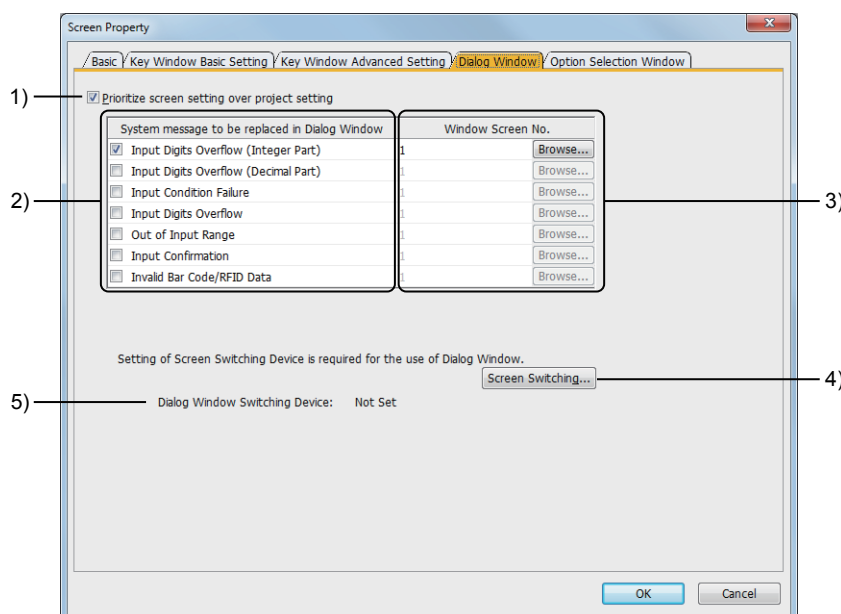 Screen Property
Basic Key Window Basic Setting Key Window Advanced Setting Dialog Window Option Selection Window
1) Prioritize screen setting over project setting
System message to be replaced in Dialog Window Window Screen No.
Input Digits Overflow (Integer Part) 1 Browse...
Input Digits Overflow (Decimal Part) 1 Browse...
Input Condition Failure 1 Browse...
2) Input Digits Overflow 1 Browse... 3)
Out of Input Range 1 Browse...
Input Confirmation 1 Browse...
Invalid Bar Code/RFID Data 1 Browse...
Setting of Screen Switching Device is required for the use of Dialog Window.
Screen Switching... 4)
5) Dialog Window Switching Device: Not Set
OK Cancel